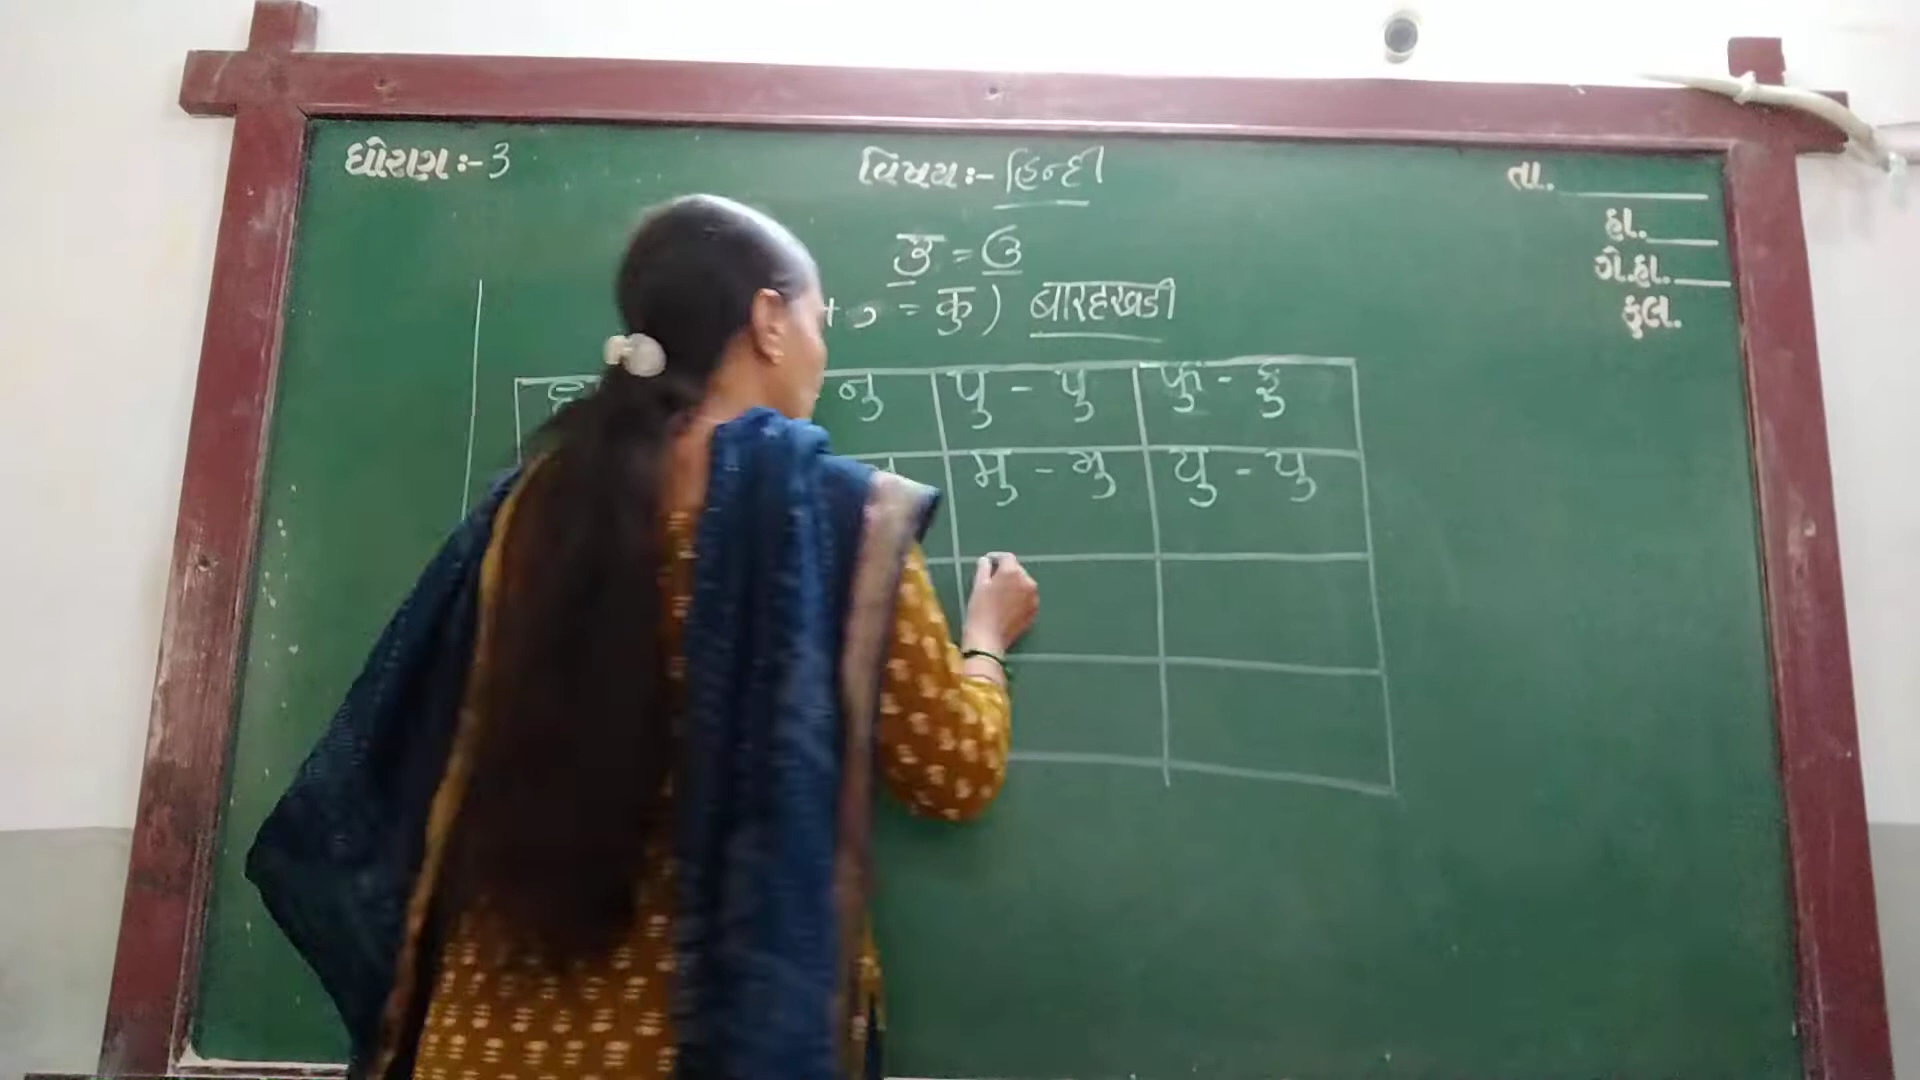 ધોરણ :- 3 વિષય :- હિન્દી તા.
હા.
उ = ઉ
ગે.હા.
+ ु = कु) बारहखडी
કુલ.
નુ पु - પુ फु - ફુ
मु - મુ यु - યુ